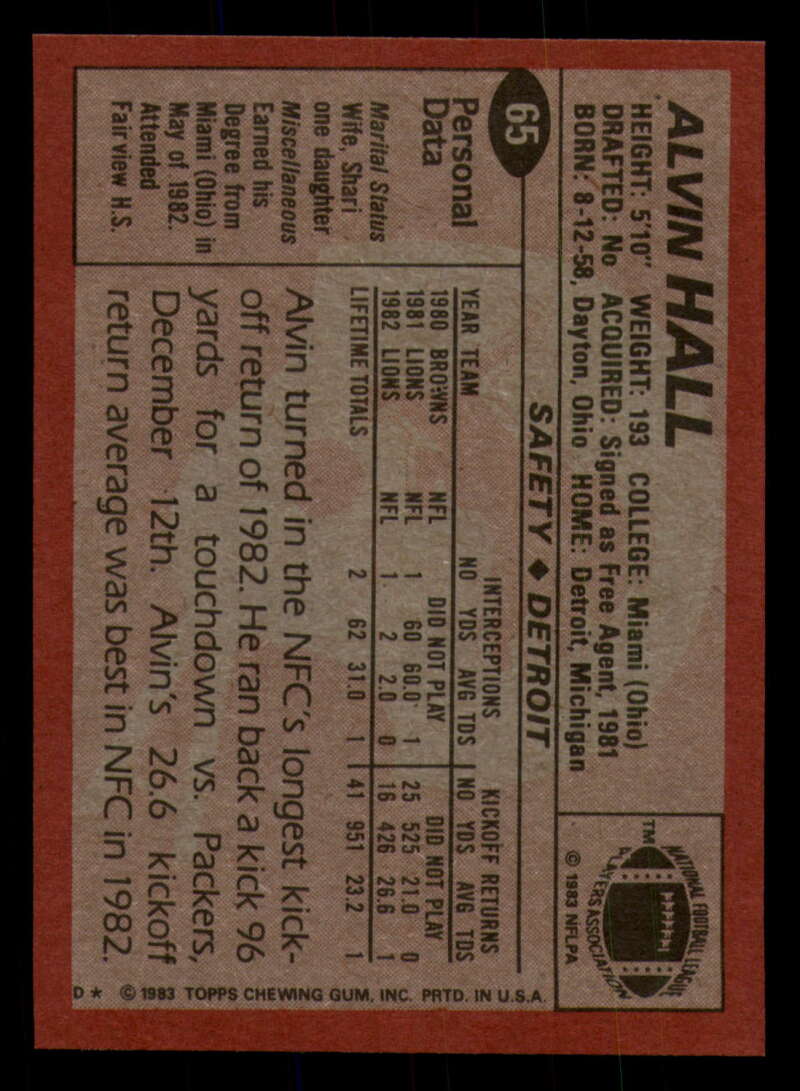 ALVIN HALL
HEIGHT: 5'10" WEIGHT: 193 COLLEGE: Miami (Ohio)
DRAFTED: No ACQUIRED: Signed as Free Agent, 1981
BORN: 8-12-58, Dayton, Ohio HOME: Detroit, Michigan
NATIONAL FOOTBALL LEAGUE
PLAYERS ASSOCIATION
TM
© 1983 NFLPA
SAFETY ◆ DETROIT
65
Personal
Data
Marital Status
Wife, Shari
one daughter
Miscellaneous
Earned his
Degree from
Miami (Ohio) in
May of 1982.
Attended
Fairview H.S.
INTERCEPTIONS KICKOFF RETURNS
YEAR TEAM NO YDS AVG TDS NO YDS AVG TDS
1980 BROWNS NFL DID NOT PLAY DID NOT PLAY
1981 LIONS NFL 1 60 60.0 1 25 525 21.0 0
1982 LIONS NFL 1 2 2.0 0 16 426 26.6 1
LIFETIME TOTALS 2 62 31.0 1 41 951 23.2 1
Alvin turned in the NFC's longest kick-
off return of 1982. He ran back a kick 96
yards for a touchdown vs. Packers,
December 12th. Alvin's 26.6 kickoff
return average was best in NFC in 1982.
D* © 1983 TOPPS CHEWING GUM, INC. PRTD. IN U.S.A.